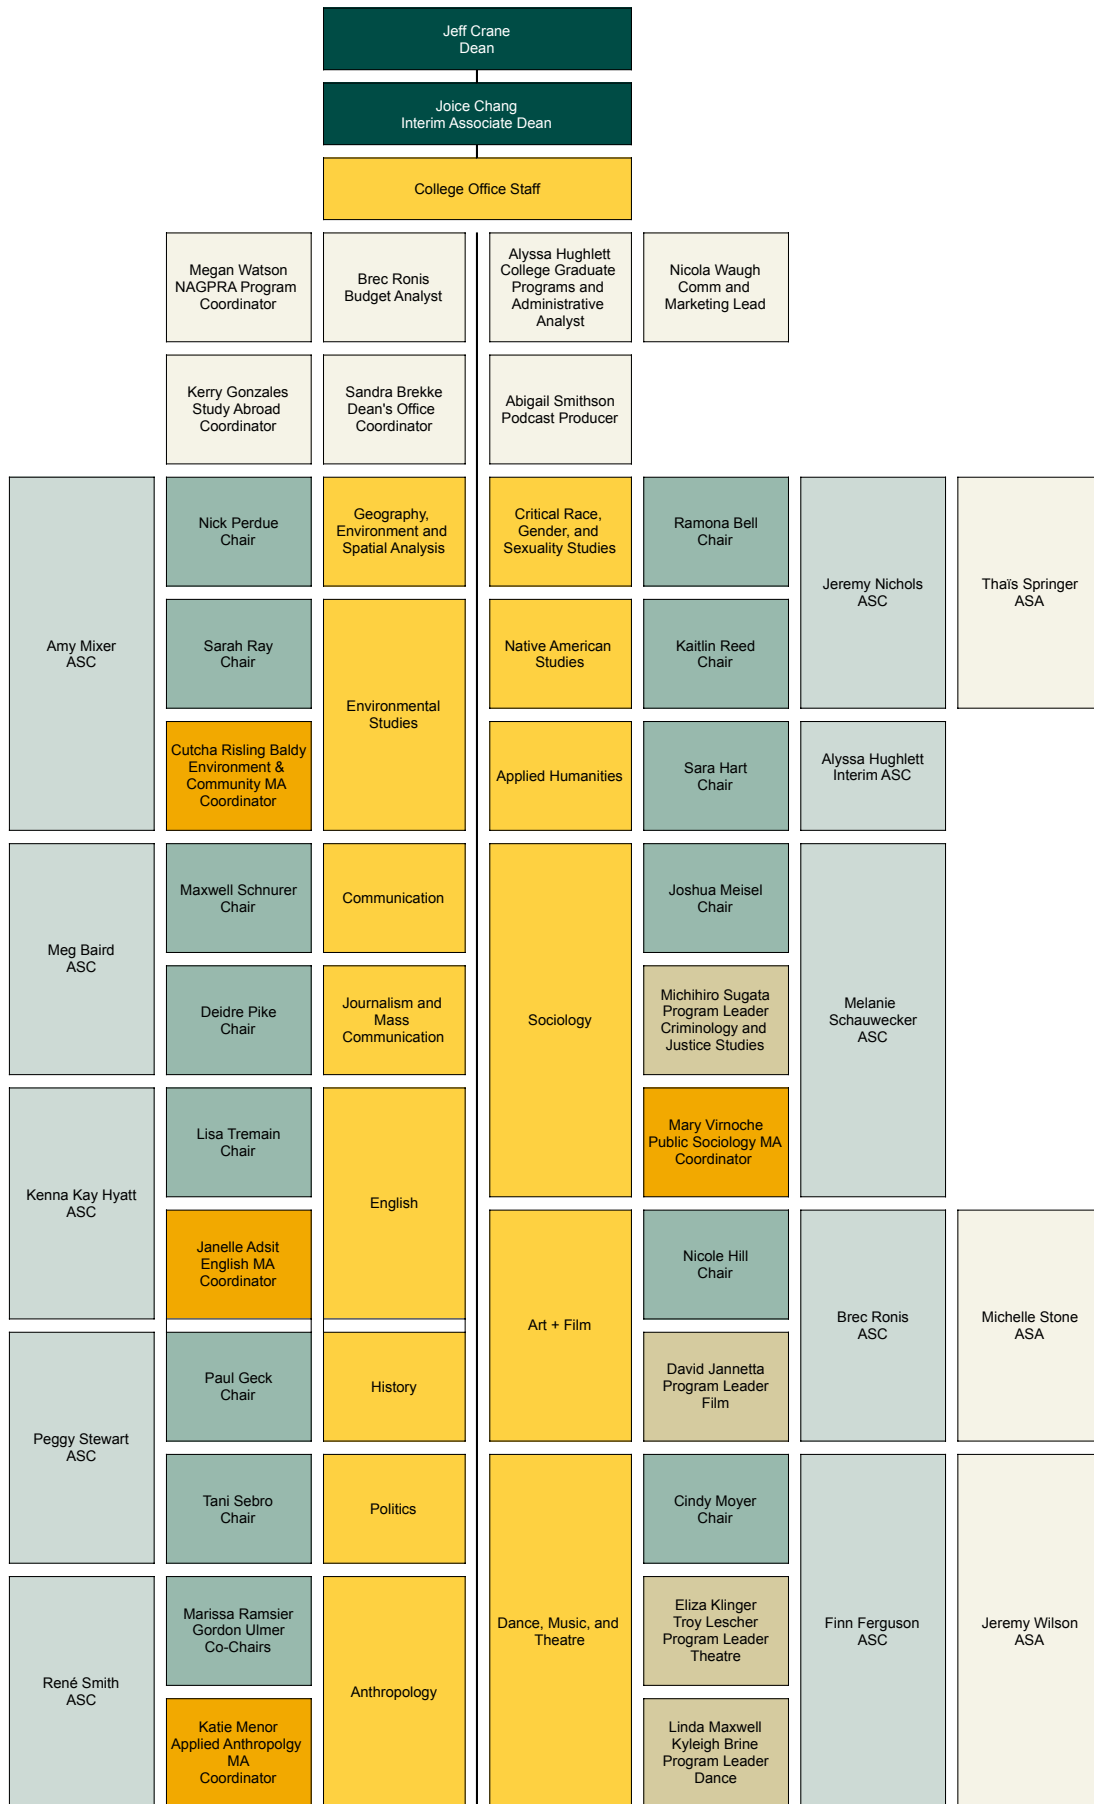 Jeff Crane
Dean
Joice Chang
Interim Associate Dean
College Office Staff
Megan Watson
NAGPRA Program
Coordinator
Brec Ronis
Budget Analyst
Alyssa Hughlett
College Graduate
Programs and
Administrative
Analyst
Nicola Waugh
Comm and
Marketing Lead
Kerry Gonzales
Study Abroad
Coordinator
Sandra Brekke
Dean's Office
Coordinator
Abigail Smithson
Podcast Producer
Amy Mixer
ASC
Nick Perdue
Chair
Geography,
Environment and
Spatial Analysis
Critical Race,
Gender, and
Sexuality Studies
Ramona Bell
Chair
Jeremy Nichols
ASC
Thaïs Springer
ASA
Sarah Ray
Chair
Environmental
Studies
Native American
Studies
Kaitlin Reed
Chair
Cutcha Risling Baldy
Environment &
Community MA
Coordinator
Applied Humanities
Sara Hart
Chair
Alyssa Hughlett
Interim ASC
Meg Baird
ASC
Maxwell Schnurer
Chair
Communication
Sociology
Joshua Meisel
Chair
Melanie
Schauwecker
ASC
Deidre Pike
Chair
Journalism and
Mass
Communication
Michihiro Sugata
Program Leader
Criminology and
Justice Studies
Kenna Kay Hyatt
ASC
Lisa Tremain
Chair
English
Mary Virnoche
Public Sociology MA
Coordinator
Janelle Adsit
English MA
Coordinator
Art + Film
Nicole Hill
Chair
Brec Ronis
ASC
Michelle Stone
ASA
Peggy Stewart
ASC
Paul Geck
Chair
History
David Jannetta
Program Leader
Film
Tani Sebro
Chair
Politics
Dance, Music, and
Theatre
Cindy Moyer
Chair
Finn Ferguson
ASC
Jeremy Wilson
ASA
René Smith
ASC
Marissa Ramsier
Gordon Ulmer
Co-Chairs
Anthropology
Eliza Klinger
Troy Lescher
Program Leader
Theatre
Katie Menor
Applied Anthropolgy
MA
Coordinator
Linda Maxwell
Kyleigh Brine
Program Leader
Dance